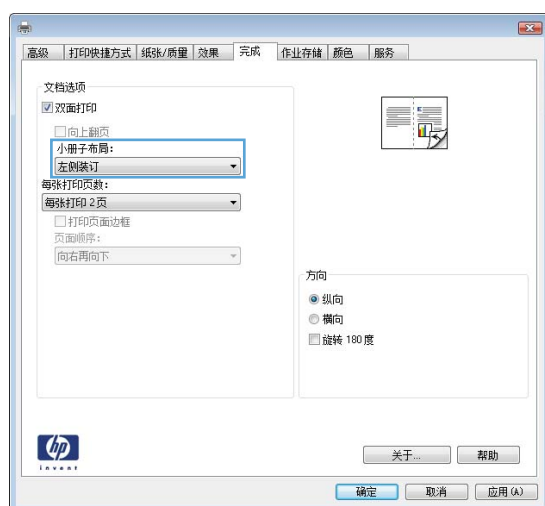 高级 打印快捷方式 纸张/质量 效果 完成 作业存储 颜色 服务
文档选项
双面打印
向上翻页
小册子布局:
左侧装订
每张打印页数:
每张打印 2 页
打印页面边框
页面顺序:
向右再向下
方向
纵向
横向
旋转 180 度
hp
invent
关于... 帮助
确定 取消 应用(A)